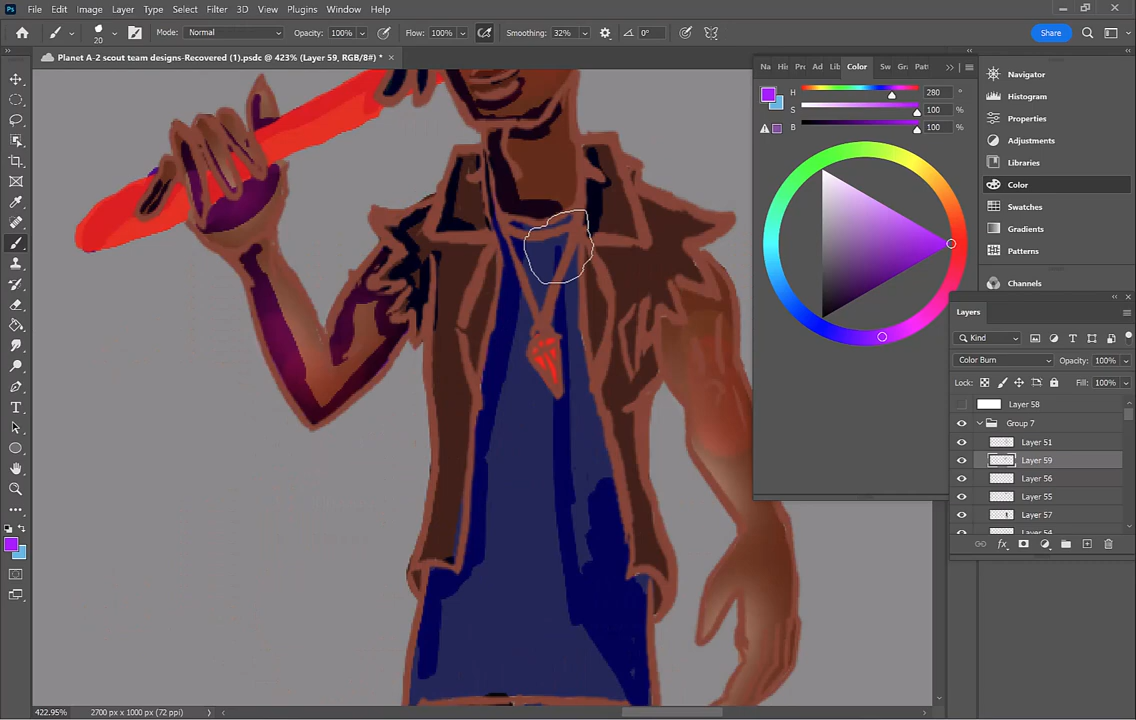 Ps File Edit Image Layer Type Select Filter 3D View Plugins Window Help
20 Mode: Normal Opacity: 100% Flow: 100% Smoothing: 32% 0° Share
Planet A-2 scout team designs-Recovered (1).psdc @ 423% (Layer 59, RGB/8#) *
Color
H 280 °
S 100 %
B 100 %
Navigator
Histogram
Properties
Adjustments
Libraries
Color
Swatches
Gradients
Patterns
Channels
Layers
Kind
Color Burn Opacity: 100%
Lock: Fill: 100%
Layer 58
Group 7
Layer 51
Layer 59
Layer 56
Layer 55
Layer 57
fx
422.95% 2700 px x 1000 px (72 ppi)